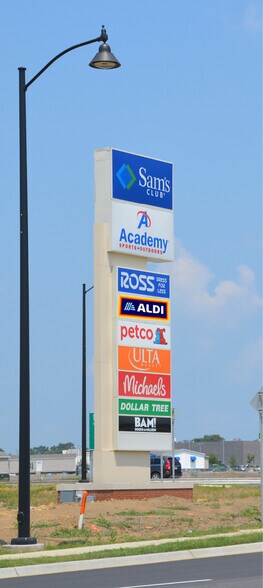 Sam's
CLUB
Academy
SPORTS+OUTDOORS
ROSS DRESS
FOR
LESS
ALDI
petco
ULTA
BEAUTY
Michaels
DOLLAR TREE
BAM!
BOOKS-A-MILLION